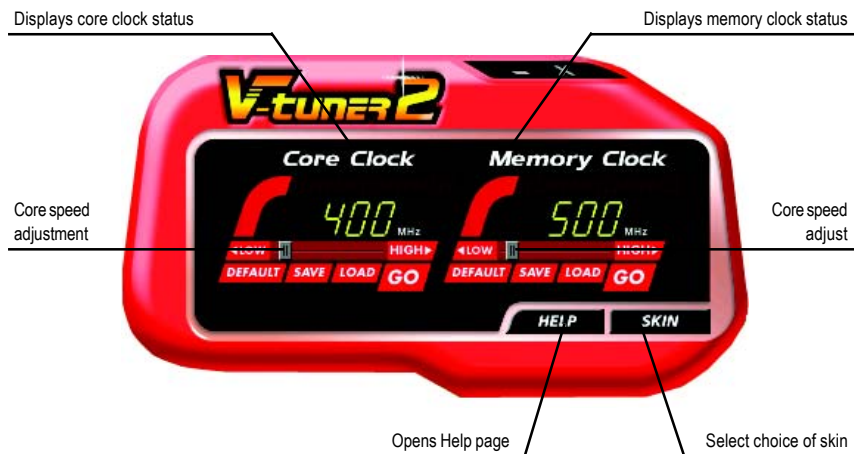 Displays core clock status
Displays memory clock status
V-tuner 2
Core Clock
Memory Clock
Core speed
adjustment
400 MHz
500 MHz
Core speed
adjust
LOW
HIGH
LOW
HIGH
DEFAULT SAVE LOAD GO
DEFAULT SAVE LOAD GO
HELP SKIN
Opens Help page
Select choice of skin